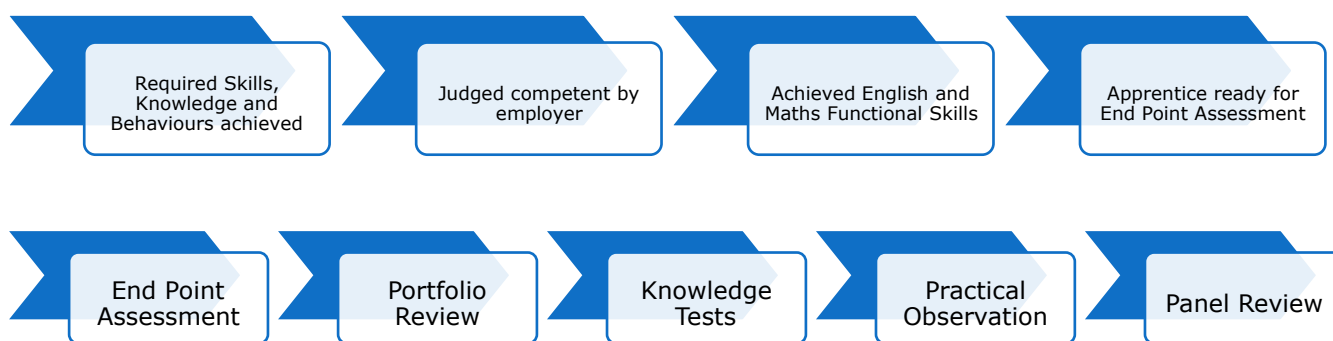 Required Skills,
Knowledge and
Behaviours achieved
Judged competent by
employer
Achieved English and
Maths Functional Skills
Apprentice ready for
End Point Assessment
End Point
Assessment
Portfolio
Review
Knowledge
Tests
Practical
Observation
Panel Review